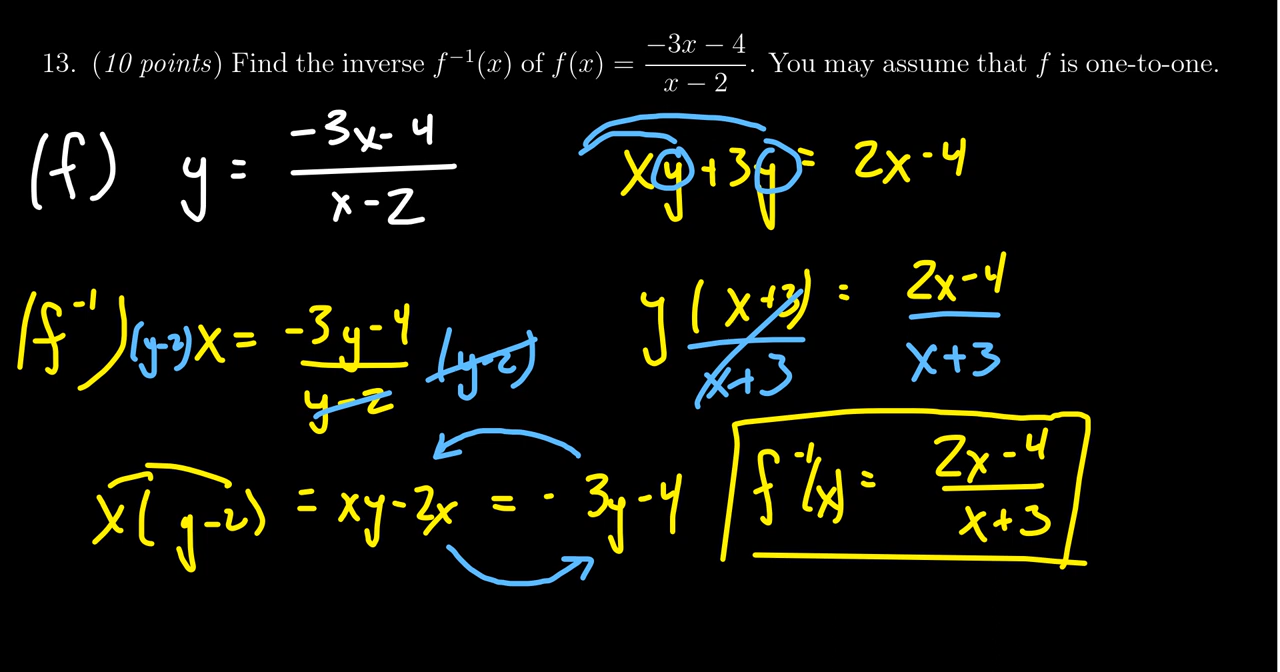 13. (10 points) Find the inverse f⁻¹(x) of f(x) = (−3x − 4)/(x − 2). You may assume that f is one-to-one.
(f) y = (-3x-4)/(x-2)
(f⁻¹) (y-2)x = (-3y-4)/(y-2) (y-2)
x(y-2) = xy-2x = -3y-4
xy+3y = 2x-4
y(x+3)/(x+3) = (2x-4)/(x+3)
f⁻¹(x) = (2x-4)/(x+3)